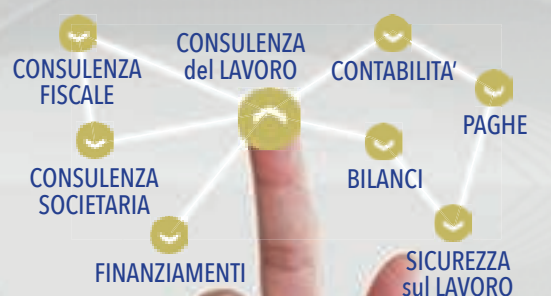 CONSULENZA
FISCALE
CONSULENZA
del LAVORO
CONTABILITA'
PAGHE
CONSULENZA
SOCIETARIA
BILANCI
FINANZIAMENTI
SICUREZZA
sul LAVORO